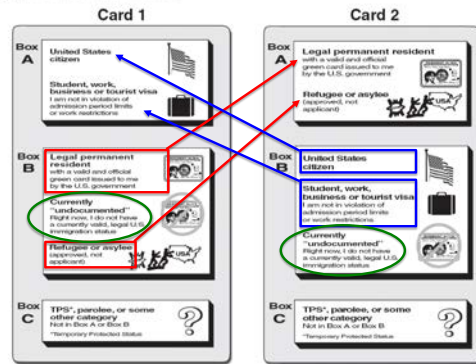 Card 1
Box
A
United States
citizen
Student, work,
business or tourist visa
I am not in violation of
admission period limits
or work restrictions
Box
B
Legal permanent
resident
with a valid and official
green card issued to me
by the U.S. government
Currently
"undocumented"
Right now, I do not have
a currently valid, legal U.S.
immigration status
Refugee or asylee
(approved, not
applicant)
USA
Box
C
TPS*, parolee, or some
other category
Not in Box A or Box B
*Temporary Protected Status
?
Card 2
Box
A
Legal permanent resident
with a valid and official
green card issued to me
by the U.S. government
Refugee or asylee
(approved, not
applicant)
USA
Box
B
United States
citizen
Student, work,
business or tourist visa
I am not in violation of
admission period limits
or work restrictions
Currently
"undocumented"
Right now, I do not have
a currently valid, legal U.S.
immigration status
Box
C
TPS*, parolee, or some
other category
Not in Box A or Box B
*Temporary Protected Status
?